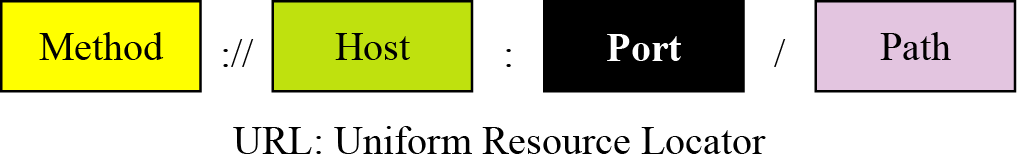 Method :// Host : Port / Path
URL: Uniform Resource Locator